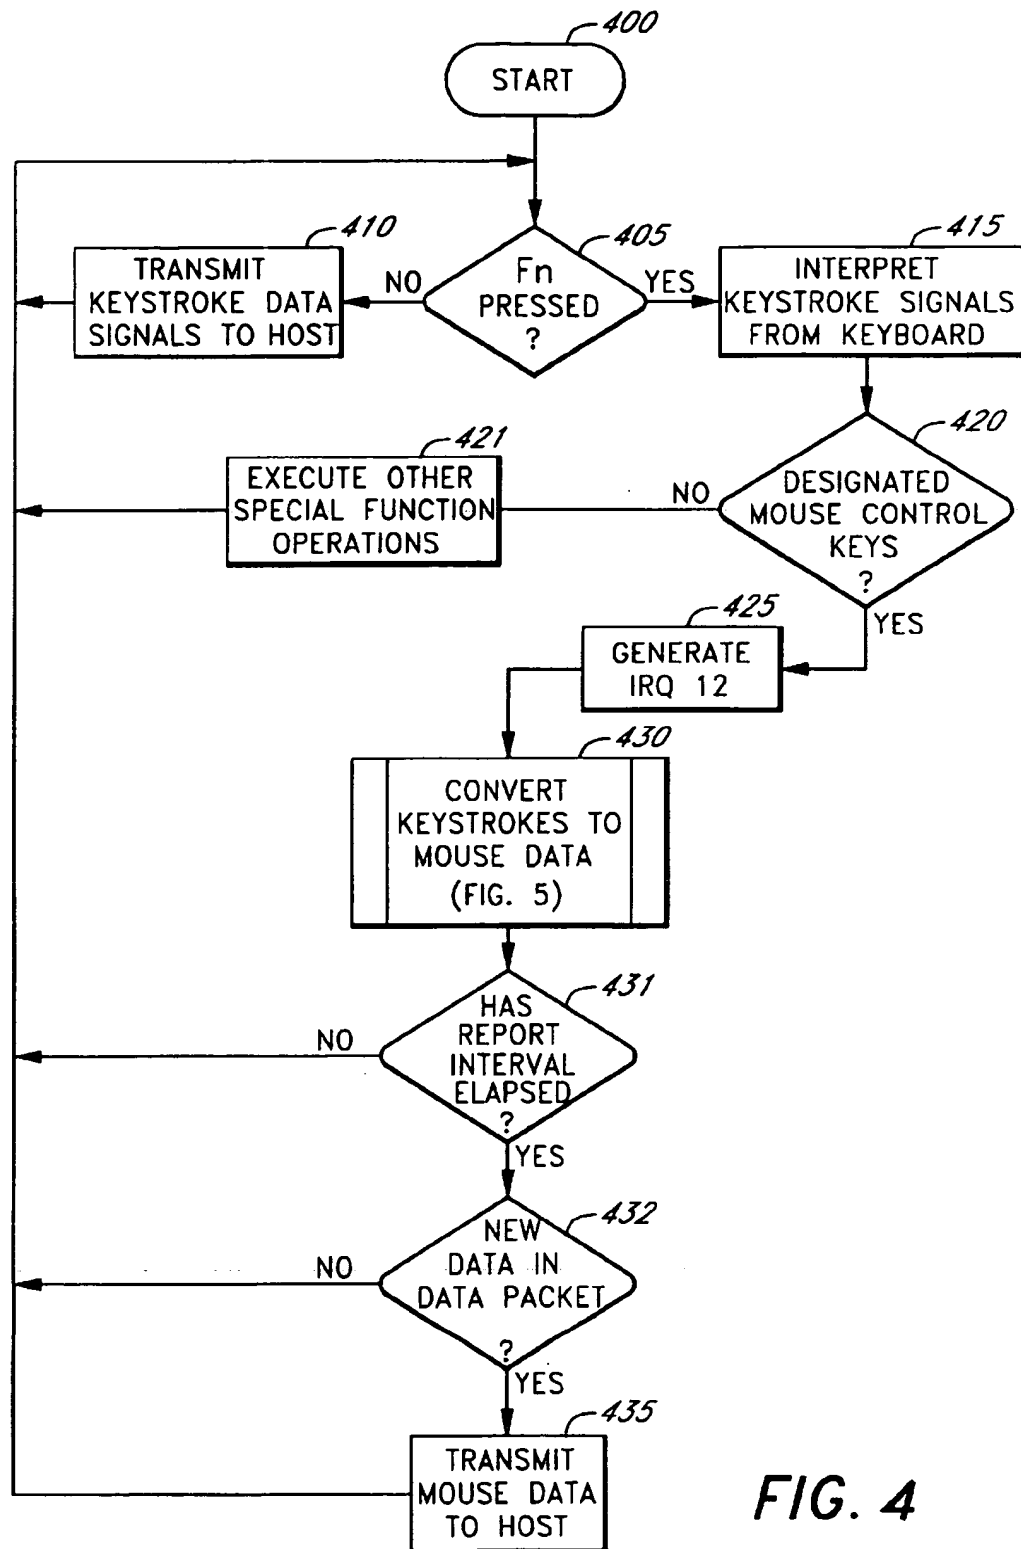 400
START
410
TRANSMIT
KEYSTROKE DATA
SIGNALS TO HOST
NO
405
Fn
PRESSED
?
YES
415
INTERPRET
KEYSTROKE SIGNALS
FROM KEYBOARD
421
EXECUTE OTHER
SPECIAL FUNCTION
OPERATIONS
NO
420
DESIGNATED
MOUSE CONTROL
KEYS
?
YES
425
GENERATE
IRQ 12
430
CONVERT
KEYSTROKES TO
MOUSE DATA
(FIG. 5)
431
HAS
REPORT
INTERVAL
ELAPSED
?
NO
YES
432
NEW
DATA IN
DATA PACKET
?
NO
YES
435
TRANSMIT
MOUSE DATA
TO HOST
FIG. 4